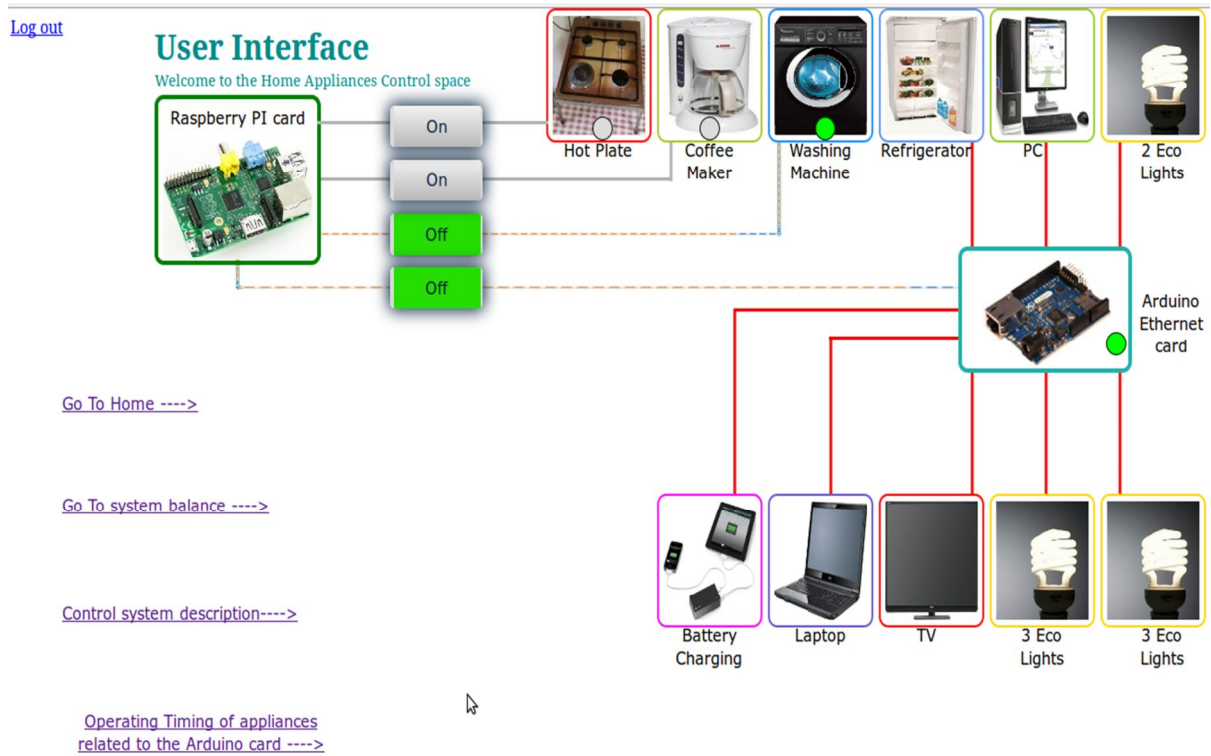 Log out
User Interface
Welcome to the Home Appliances Control space
Raspberry PI card
On
On
Off
Off
Hot Plate
Coffee
Maker
Washing
Machine
Refrigerator
PC
2 Eco
Lights
Arduino
Ethernet
card
Go To Home ---->
Go To system balance ---->
Control system description---->
Operating Timing of appliances
related to the Arduino card ---->
Battery
Charging
Laptop
TV
3 Eco
Lights
3 Eco
Lights